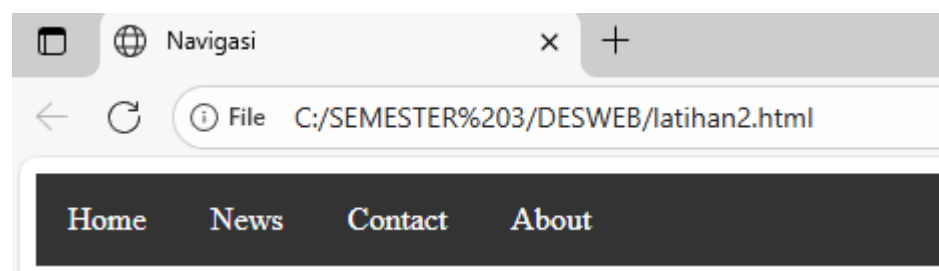 Navigasi
File C:/SEMESTER%203/DESWEB/latihan2.html
Home News Contact About